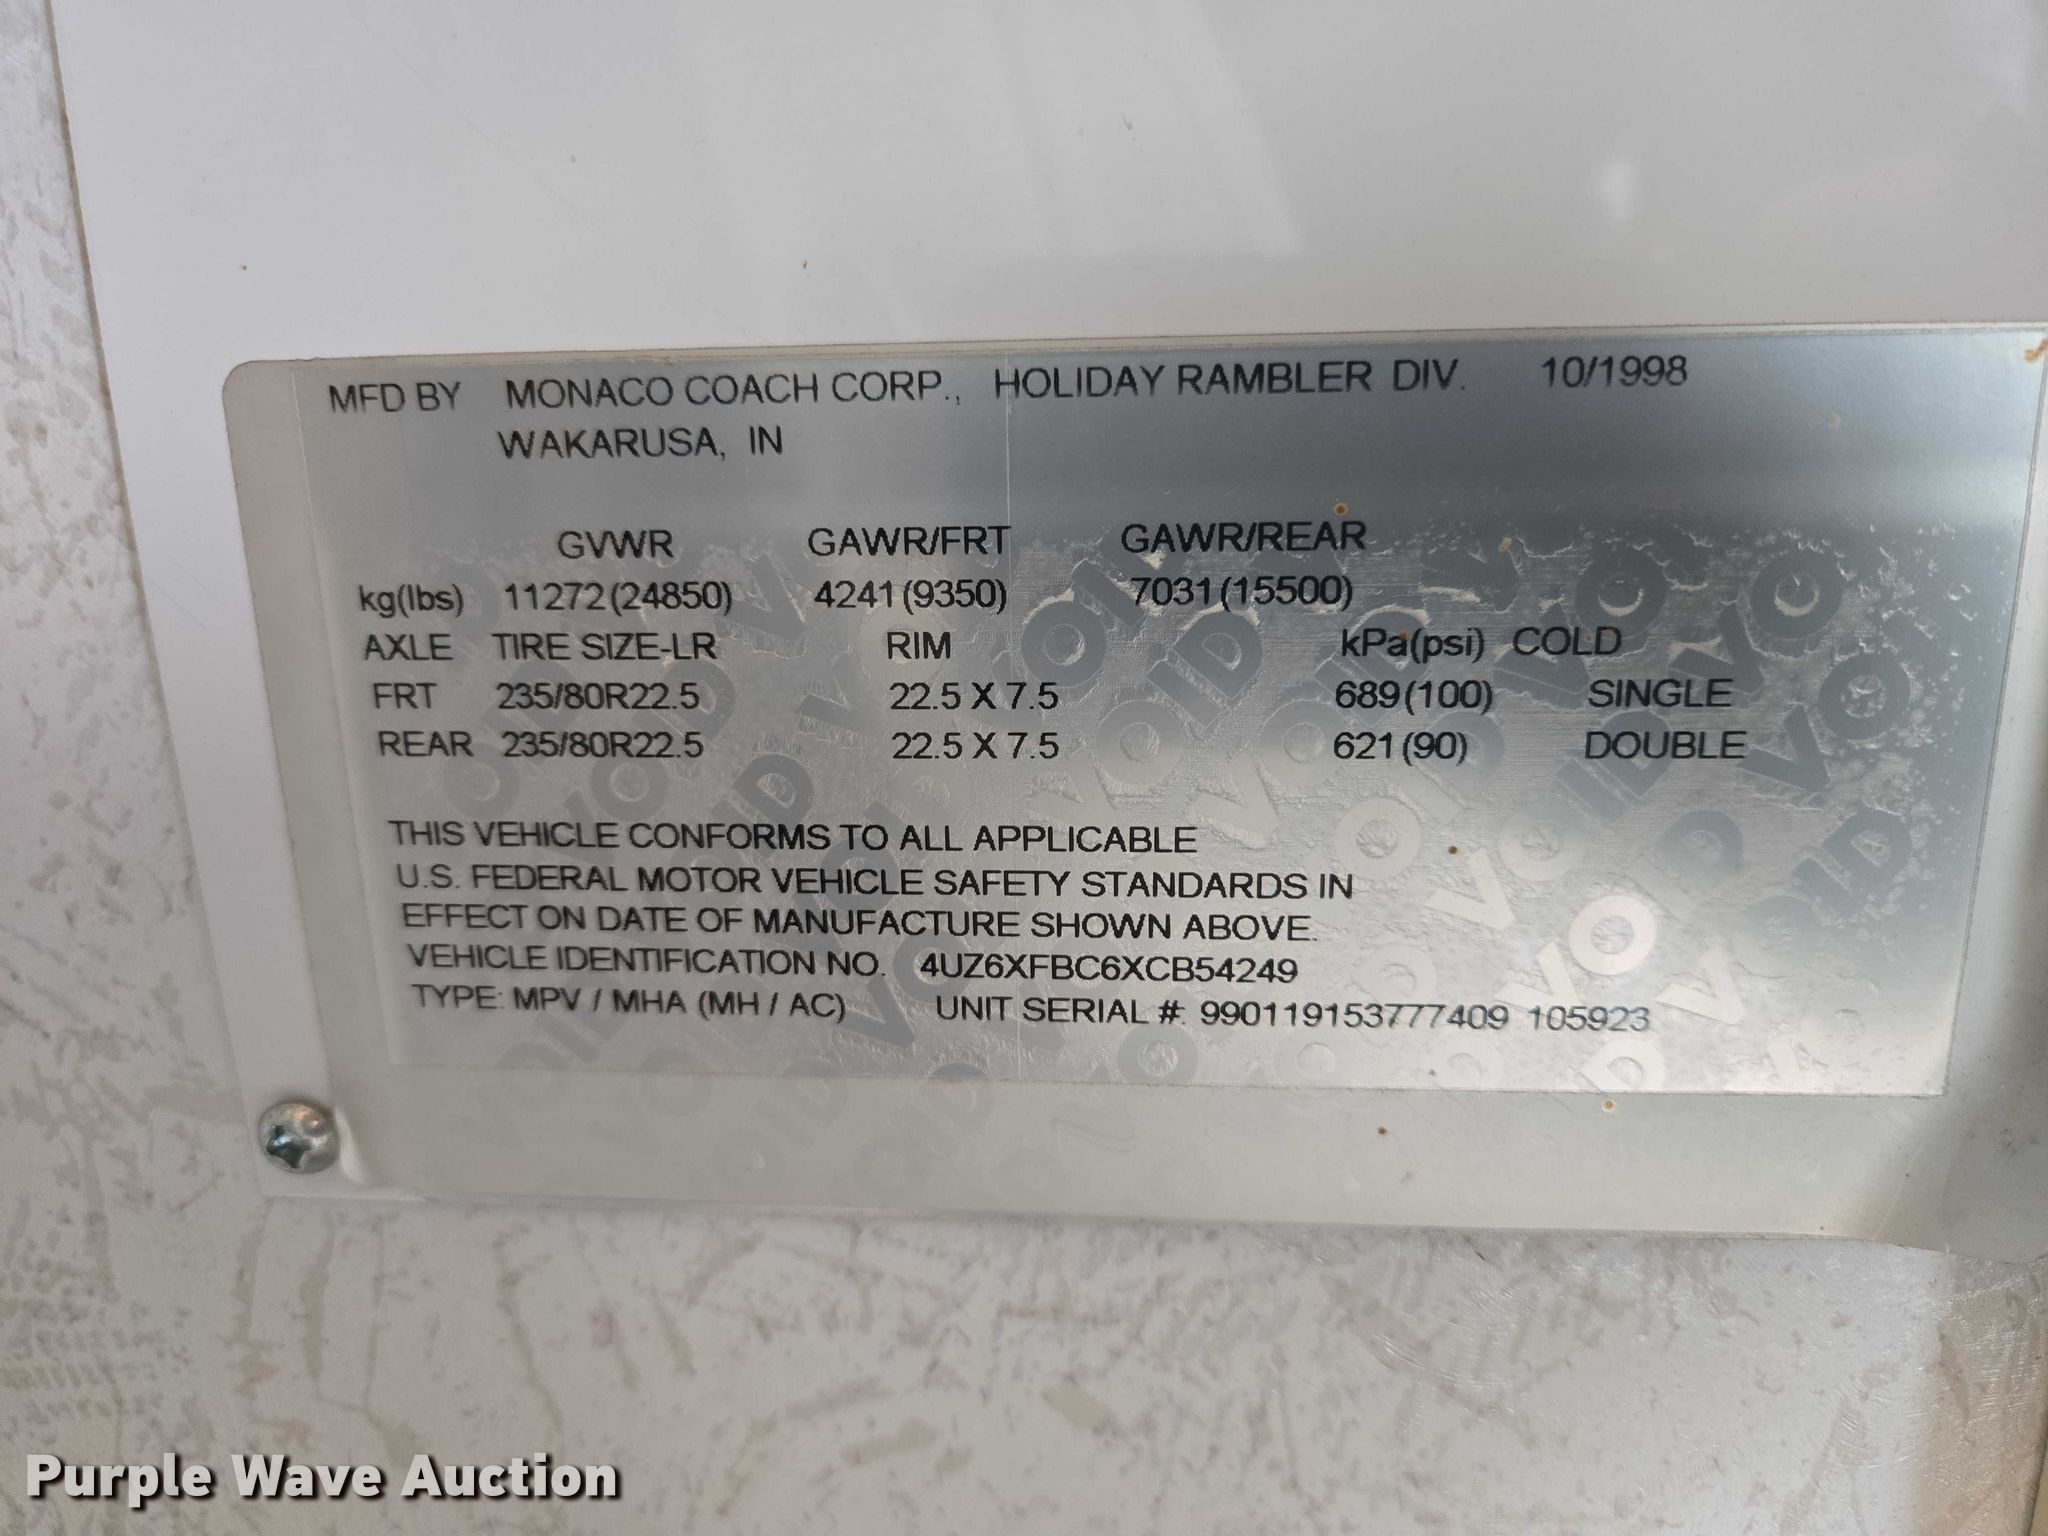 MFD BY MONACO COACH CORP., HOLIDAY RAMBLER DIV. 10/1998
WAKARUSA, IN
GVWR GAWR/FRT GAWR/REAR
kg(lbs) 11272(24850) 4241(9350) 7031(15500)
AXLE TIRE SIZE-LR RIM kPa(psi) COLD
FRT 235/80R22.5 22.5 X 7.5 689(100) SINGLE
REAR 235/80R22.5 22.5 X 7.5 621(90) DOUBLE
THIS VEHICLE CONFORMS TO ALL APPLICABLE
U.S. FEDERAL MOTOR VEHICLE SAFETY STANDARDS IN
EFFECT ON DATE OF MANUFACTURE SHOWN ABOVE.
VEHICLE IDENTIFICATION NO. 4UZ6XFBC6XCB54249
TYPE: MPV / MHA (MH / AC) UNIT SERIAL #: 990119153777409 105923
Purple Wave Auction